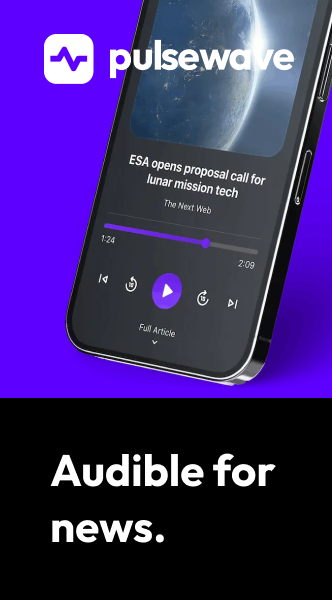 pulsewave
ESA opens proposal call for
lunar mission tech
The Next Web
1:24
2:09
15
15
Full Article
Audible for
news.